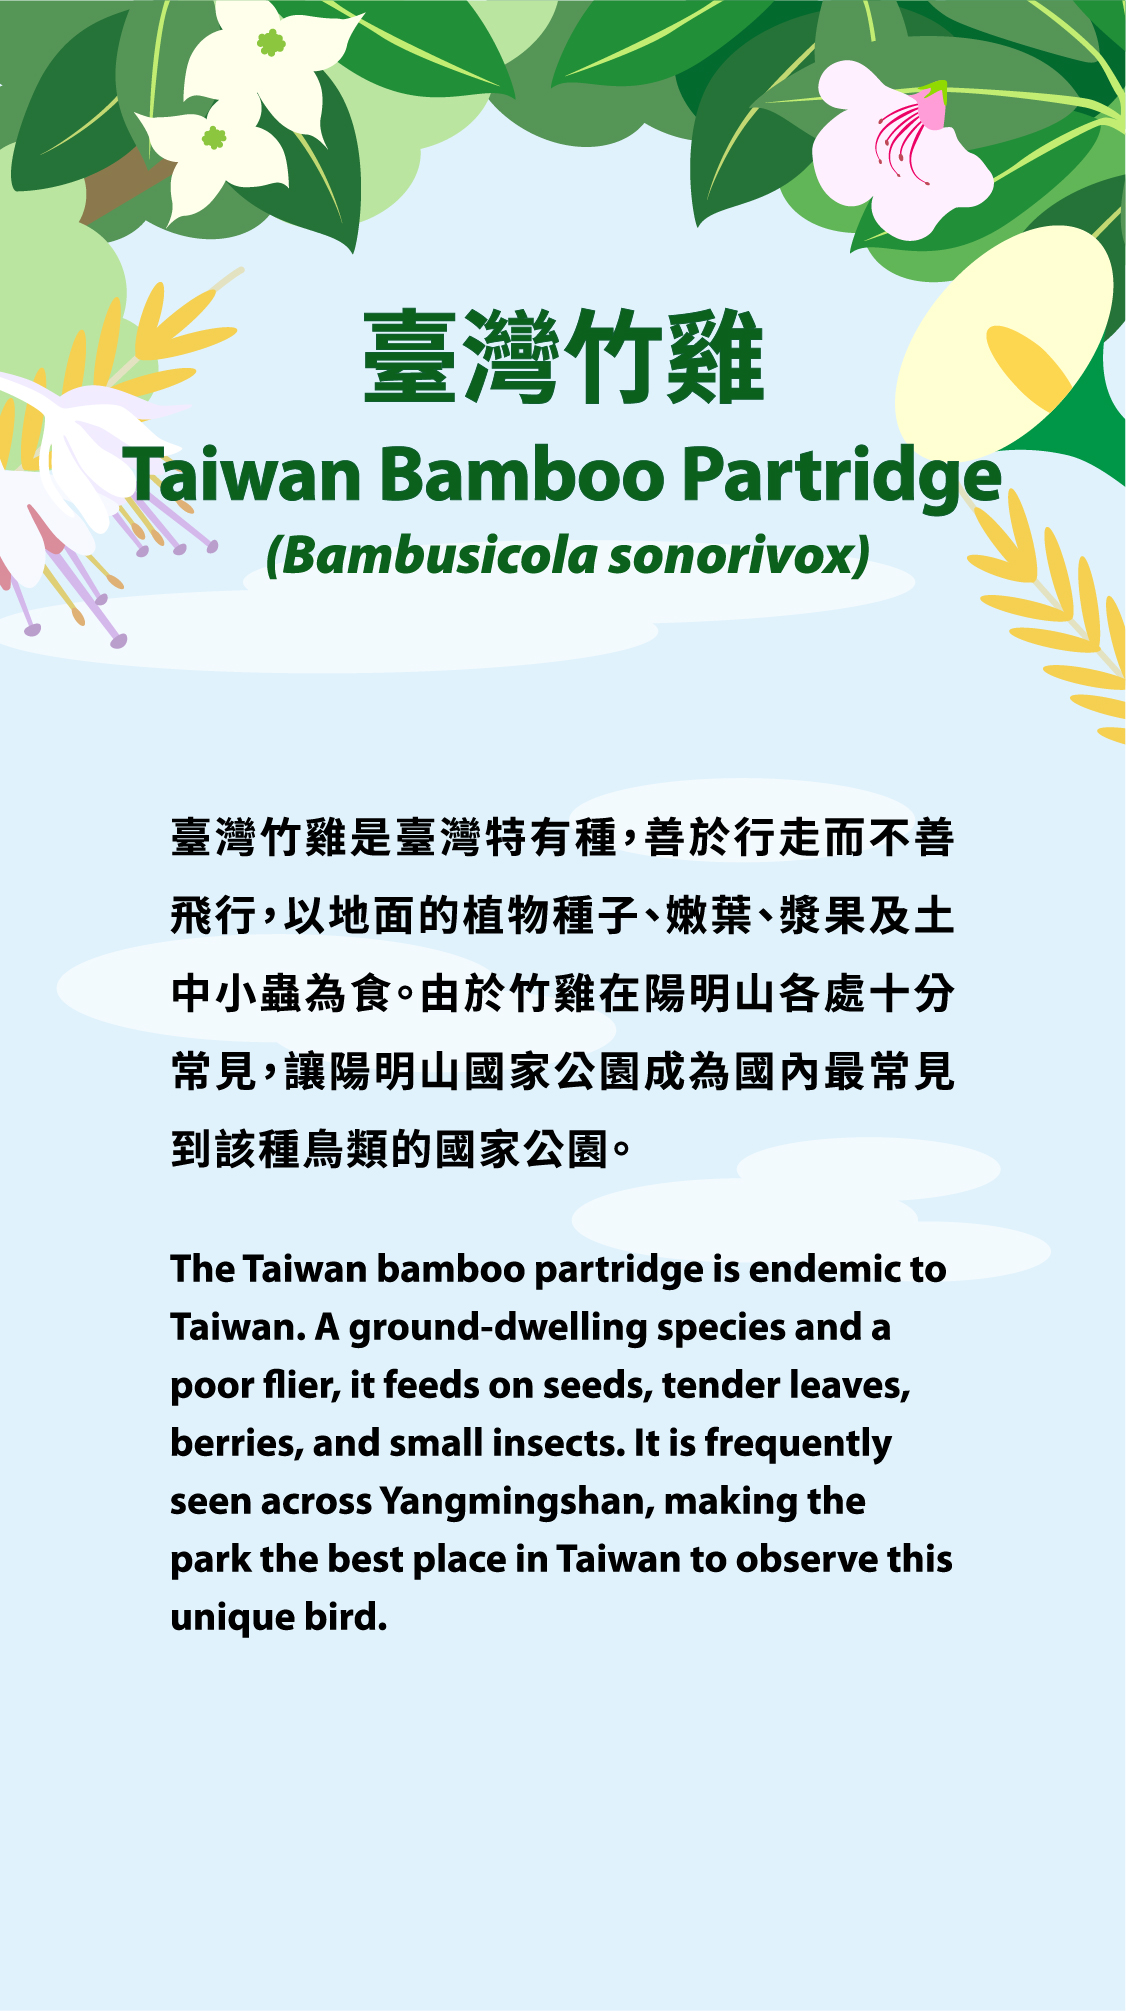 臺灣竹雞
Taiwan Bamboo Partridge
(Bambusicola sonorivox)
臺灣竹雞是臺灣特有種，善於行走而不善
飛行，以地面的植物種子、嫩葉、漿果及土
中小蟲為食。由於竹雞在陽明山各處十分
常見，讓陽明山國家公園成為國內最常見
到該種鳥類的國家公園。
The Taiwan bamboo partridge is endemic to
Taiwan. A ground-dwelling species and a
poor flier, it feeds on seeds, tender leaves,
berries, and small insects. It is frequently
seen across Yangmingshan, making the
park the best place in Taiwan to observe this
unique bird.